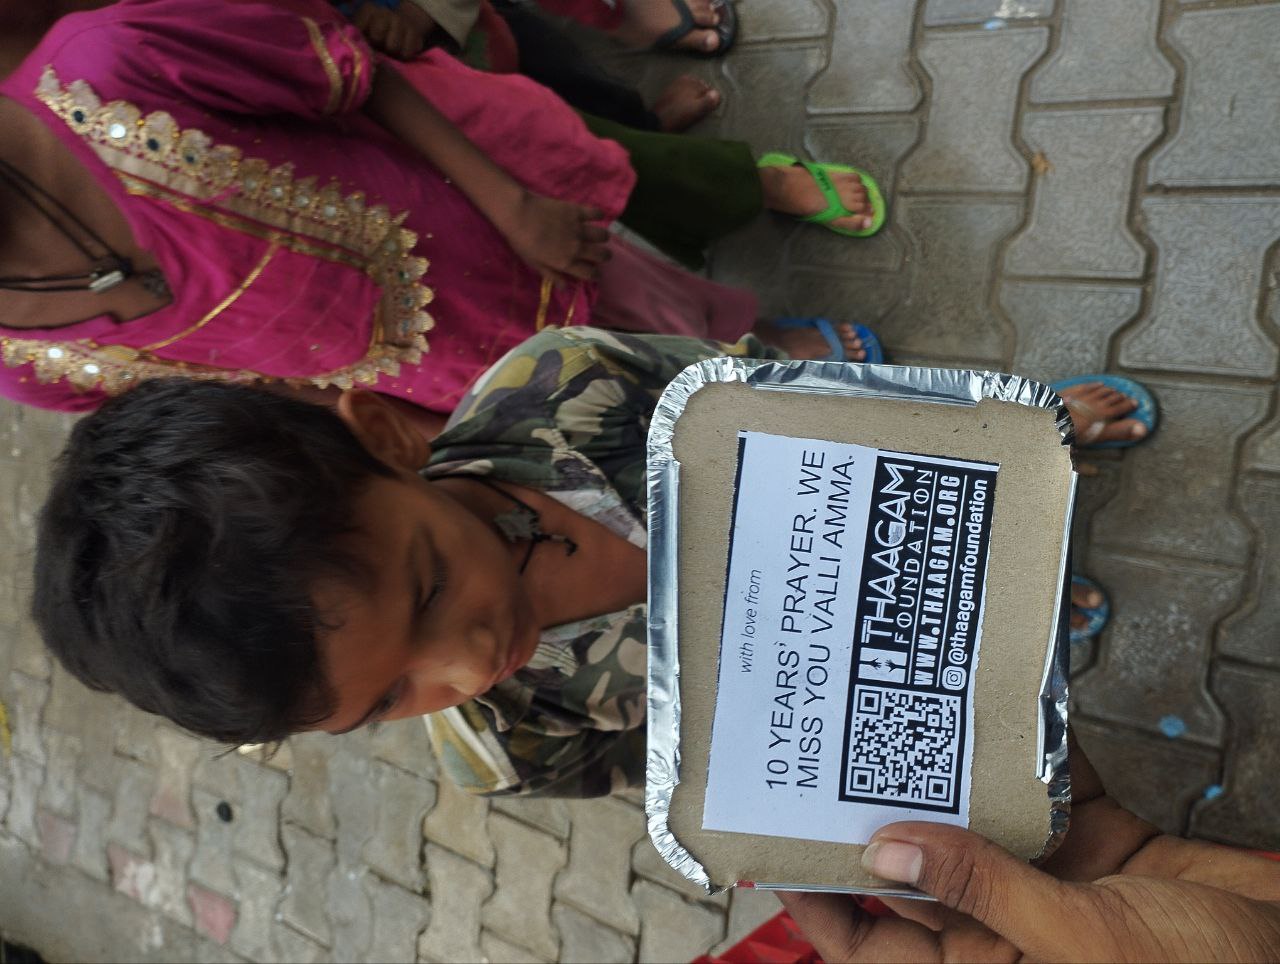 with love from
10 YEARS' PRAYER. WE
MISS YOU VALLI AMMA.
THAAGAM
FOUNDATION
WWW.THAAGAM.ORG
@thaagamfoundation